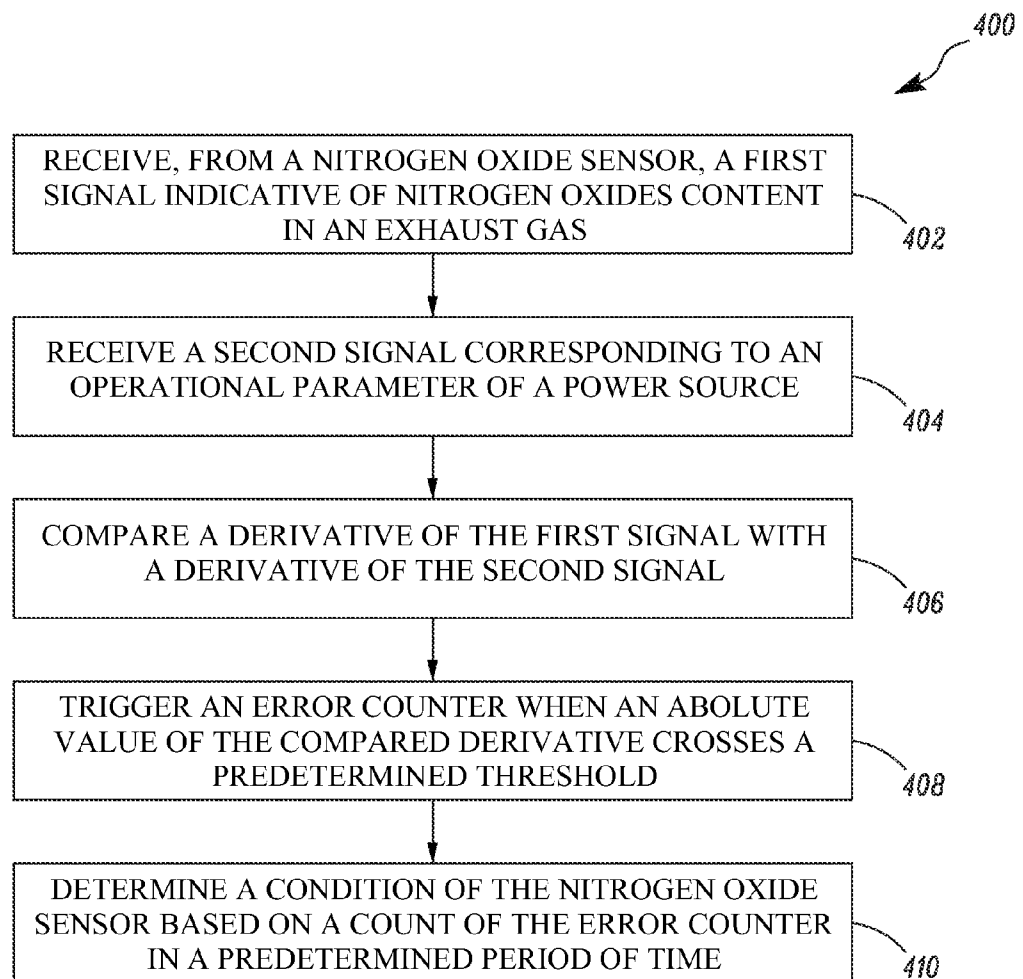 400
RECEIVE, FROM A NITROGEN OXIDE SENSOR, A FIRST
SIGNAL INDICATIVE OF NITROGEN OXIDES CONTENT
IN AN EXHAUST GAS
402
RECEIVE A SECOND SIGNAL CORRESPONDING TO AN
OPERATIONAL PARAMETER OF A POWER SOURCE
404
COMPARE A DERIVATIVE OF THE FIRST SIGNAL WITH
A DERIVATIVE OF THE SECOND SIGNAL
406
TRIGGER AN ERROR COUNTER WHEN AN ABOLUTE
VALUE OF THE COMPARED DERIVATIVE CROSSES A
PREDETERMINED THRESHOLD
408
DETERMINE A CONDITION OF THE NITROGEN OXIDE
SENSOR BASED ON A COUNT OF THE ERROR COUNTER
IN A PREDETERMINED PERIOD OF TIME
410